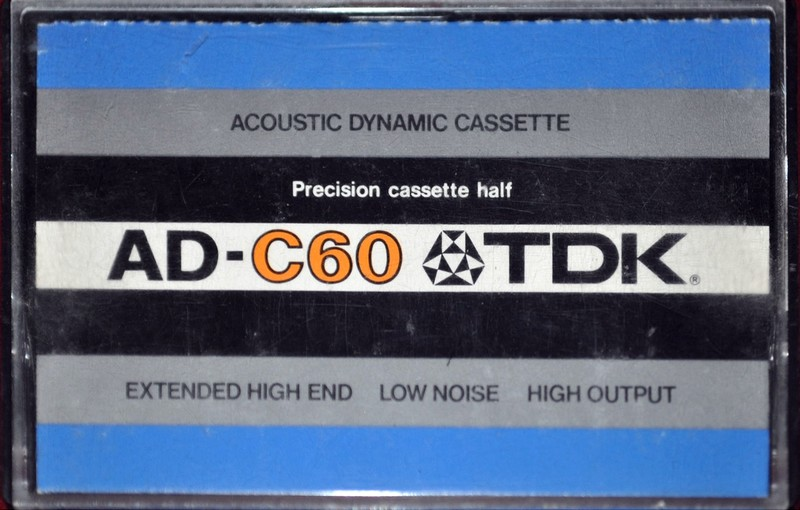 ACOUSTIC DYNAMIC CASSETTE
Precision cassette half
AD-C60 TDK®
EXTENDED HIGH END LOW NOISE HIGH OUTPUT